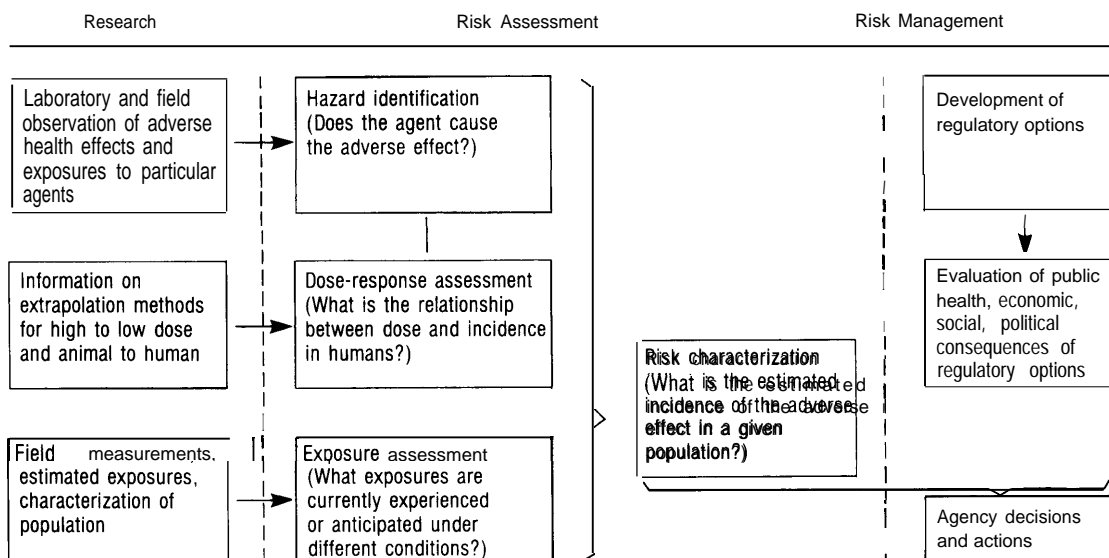 Research
Risk Assessment
Risk Management
Laboratory and field
observation of adverse
health effects and
exposures to particular
agents
Hazard identification
(Does the agent cause
the adverse effect?)
Development of
regulatory options
Information on
extrapolation methods
for high to low dose
and animal to human
Dose-response assessment
(What is the relationship
between dose and incidence
in humans?)
Evaluation of public
health, economic,
social, political
consequences of
regulatory options
Risk characterization
(What is the estimated
incidence of the adverse
effect in a given
population?)
Field measurements,
estimated exposures,
characterization of
population
Exposure assessment
(What exposures are
currently experienced
or anticipated under
different conditions?)
Agency decisions
and actions